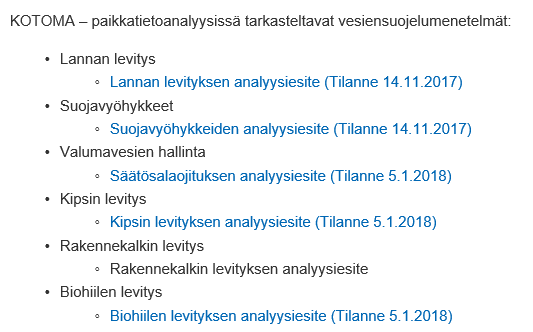 KOTOMA – paikkatietoanalyysissä tarkasteltavat vesiensuojelumenetelmät:
• Lannan levitys
◦ Lannan levityksen analyysiesite (Tilanne 14.11.2017)
• Suojavyöhykkeet
◦ Suojavyöhykkeiden analyysiesite (Tilanne 14.11.2017)
• Valumavesien hallinta
◦ Säätösalaojituksen analyysiesite (Tilanne 5.1.2018)
• Kipsin levitys
◦ Kipsin levityksen analyysiesite (Tilanne 5.1.2018)
• Rakennekalkin levitys
◦ Rakennekalkin levityksen analyysiesite
• Biohiilen levitys
◦ Biohiilen levityksen analyysiesite (Tilanne 5.1.2018)